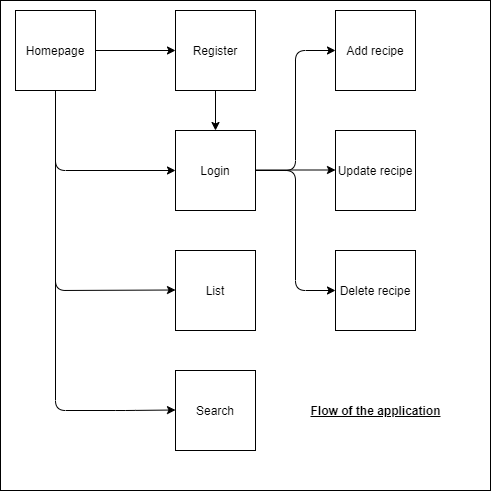 Homepage
Register
Add recipe
Login
Update recipe
List
Delete recipe
Search
Flow of the application